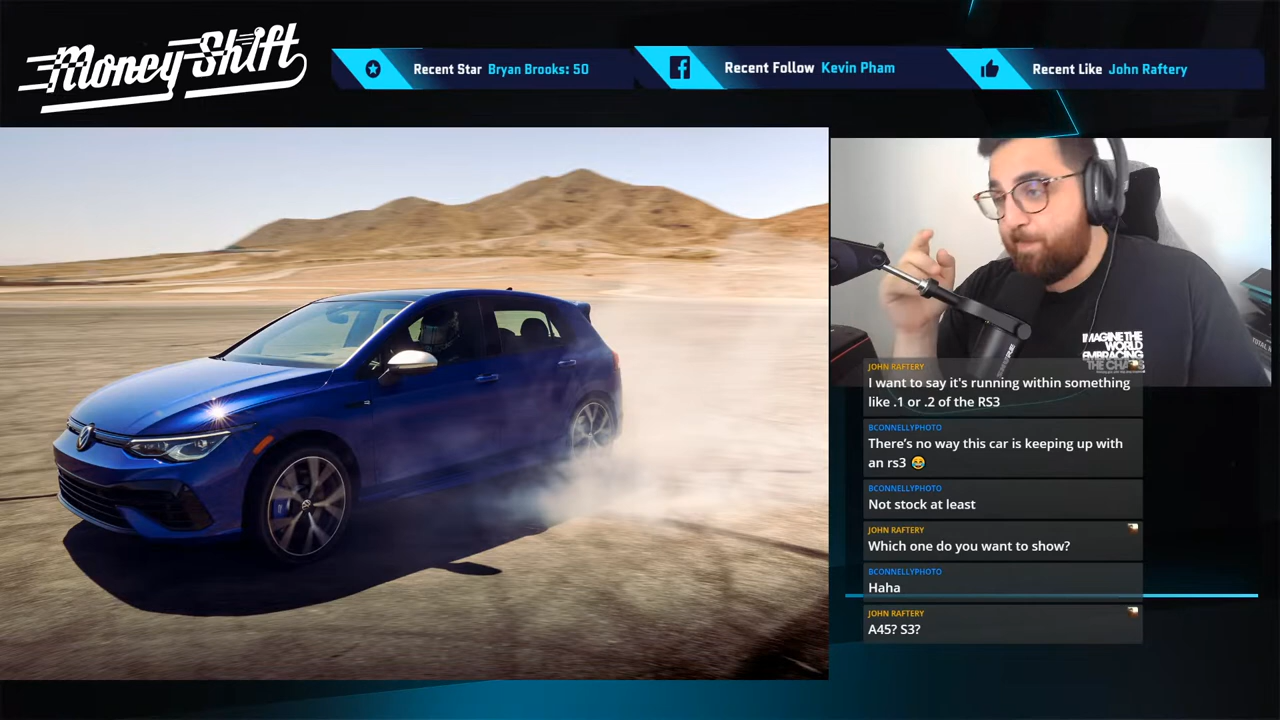 Money Shift
Recent Star Bryan Brooks: 50
Recent Follow Kevin Pham
Recent Like John Raftery
IMAGINE THE
WORLD
EMBRACING
THE CHAOS
JOHN RAFTERY
I want to say it's running within something
like .1 or .2 of the RS3
BCONNELLYPHOTO
There's no way this car is keeping up with
an rs3 😂
BCONNELLYPHOTO
Not stock at least
JOHN RAFTERY
Which one do you want to show?
BCONNELLYPHOTO
Haha
JOHN RAFTERY
A45? S3?